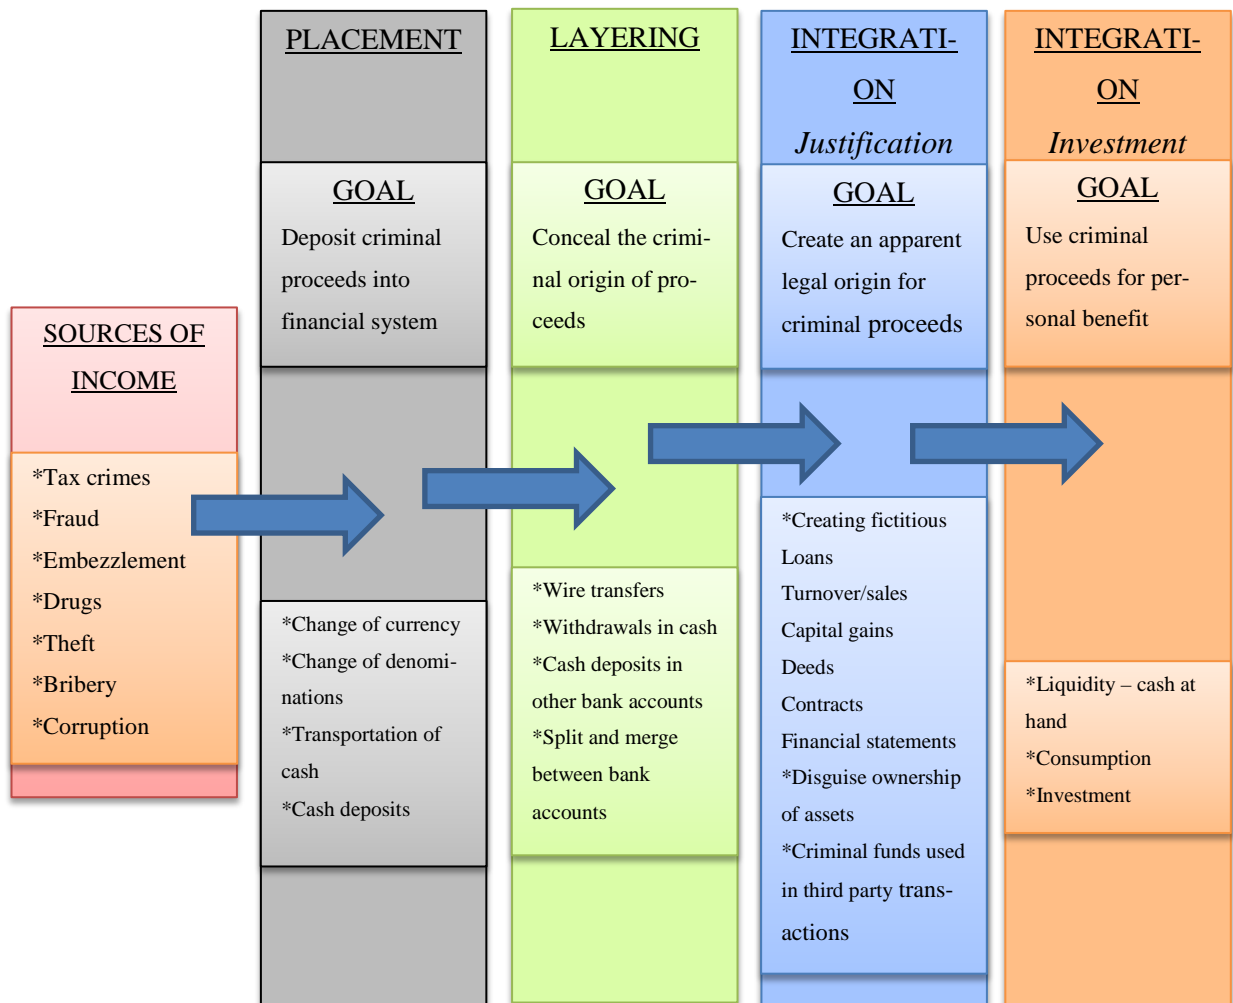 SOURCES OF
INCOME
*Tax crimes
*Fraud
*Embezzlement
*Drugs
*Theft
*Bribery
*Corruption
PLACEMENT
GOAL
Deposit criminal
proceeds into
financial system
*Change of currency
*Change of denomi-
nations
*Transportation of
cash
*Cash deposits
LAYERING
GOAL
Conceal the crimi-
nal origin of pro-
ceeds
*Wire transfers
*Withdrawals in cash
*Cash deposits in
other bank accounts
*Split and merge
between bank
accounts
INTEGRATI-
ON
Justification
GOAL
Create an apparent
legal origin for
criminal proceeds
*Creating fictitious
Loans
Turnover/sales
Capital gains
Deeds
Contracts
Financial statements
*Disguise ownership
of assets
*Criminal funds used
in third party trans-
actions
INTEGRATI-
ON
Investment
GOAL
Use criminal
proceeds for per-
sonal benefit
*Liquidity – cash at
hand
*Consumption
*Investment